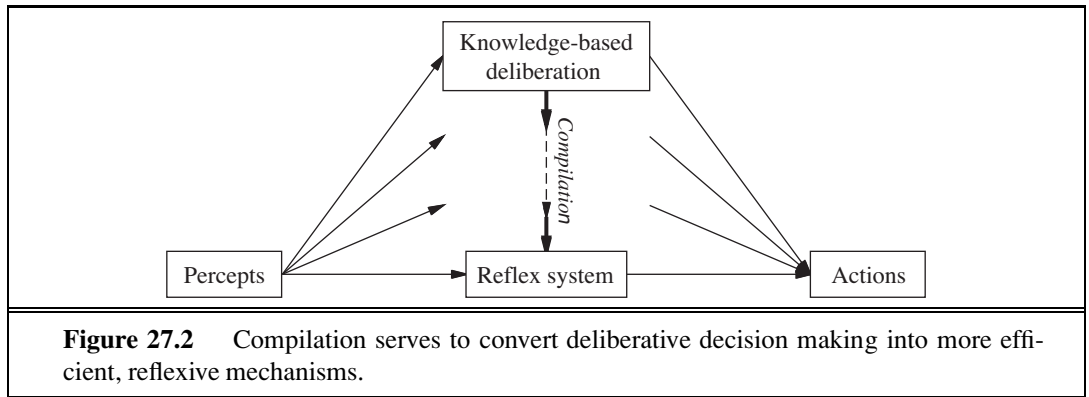 Knowledge-based
deliberation
Compilation
Percepts
Reflex system
Actions
Figure 27.2 Compilation serves to convert deliberative decision making into more effi-
cient, reflexive mechanisms.